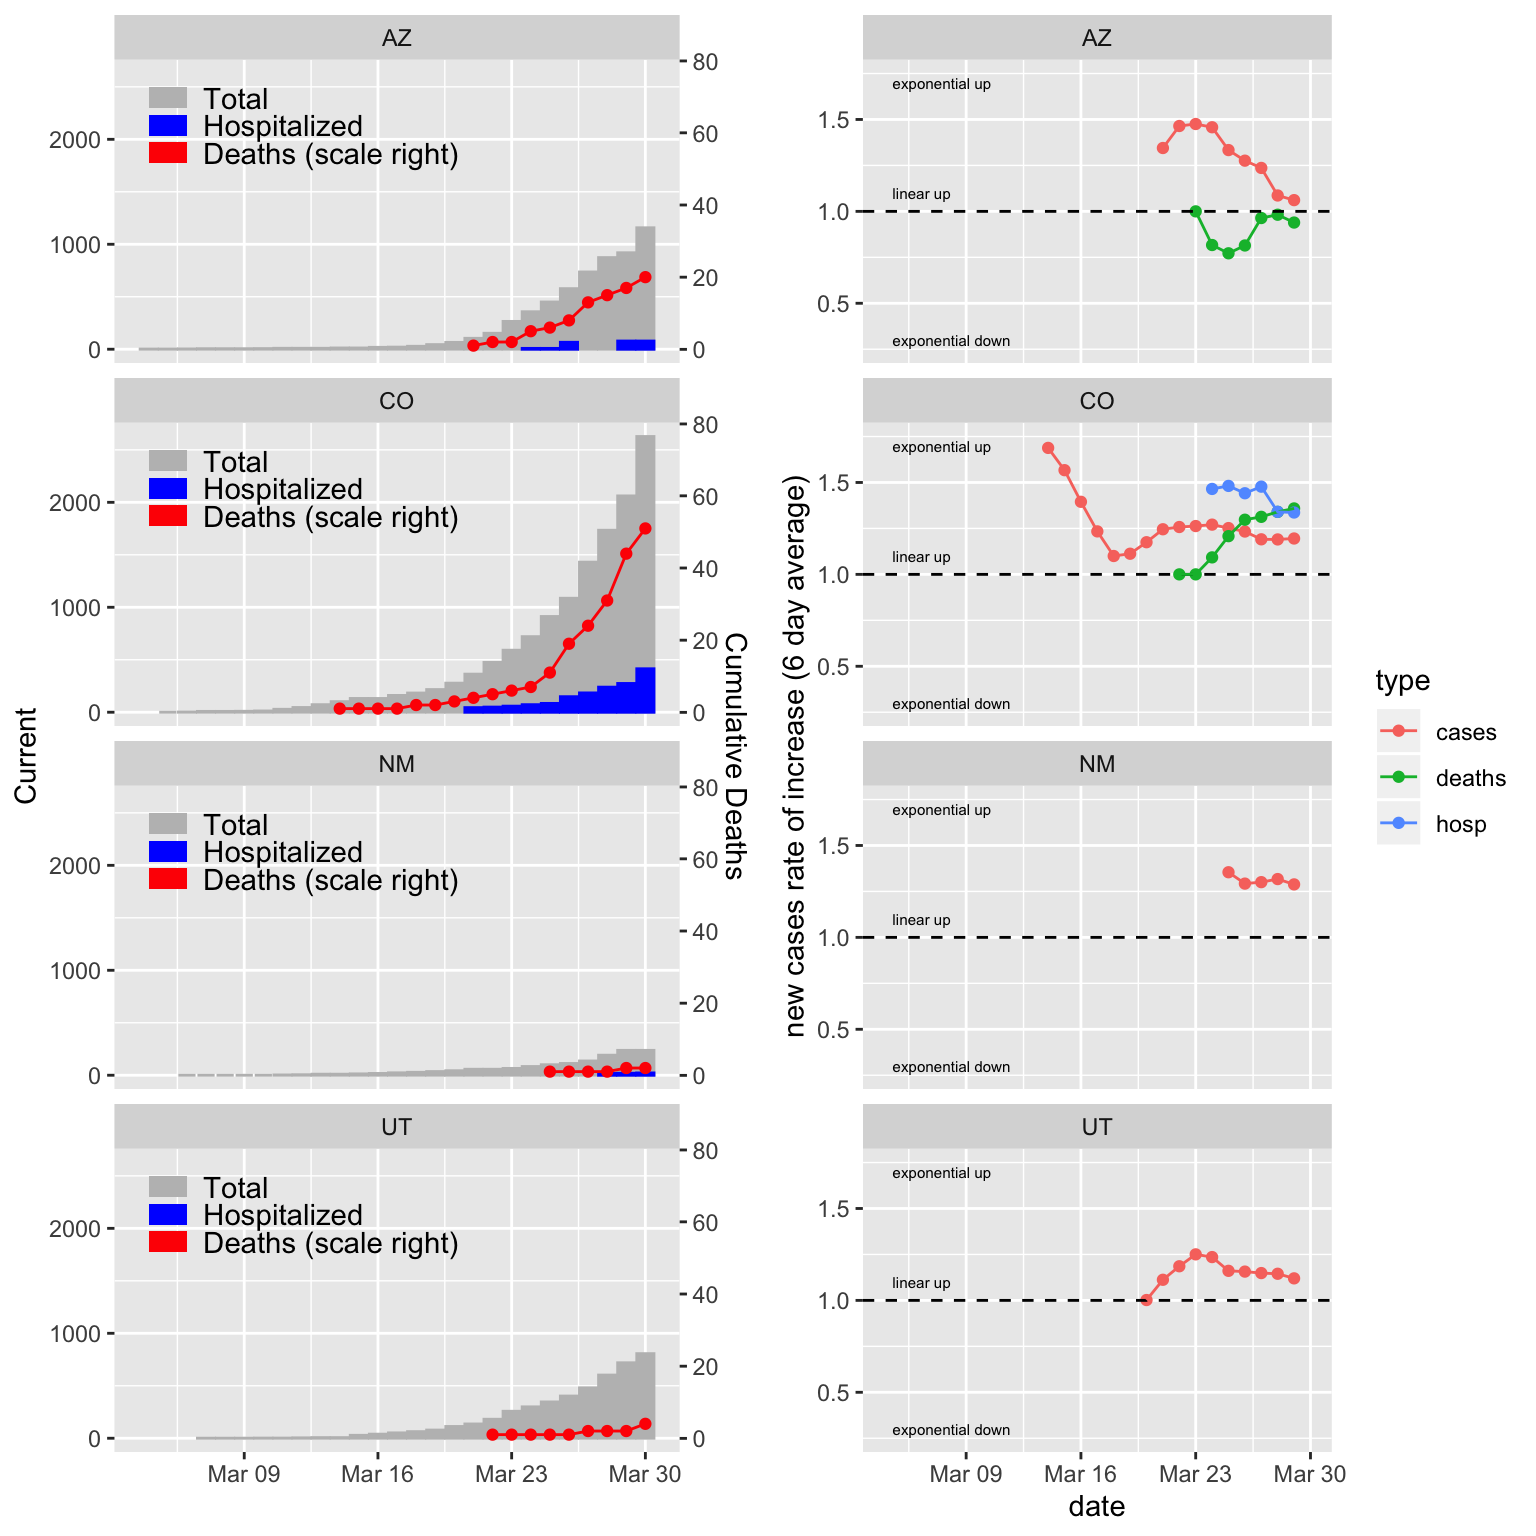 AZ
Total
Hospitalized
Deaths (scale right)
2000
1000
0
80
60
40
20
0
CO
Total
Hospitalized
Deaths (scale right)
2000
1000
0
80
60
40
20
0
NM
Total
Hospitalized
Deaths (scale right)
2000
1000
0
80
60
40
20
0
UT
Total
Hospitalized
Deaths (scale right)
2000
1000
0
80
60
40
20
0
Mar 09 Mar 16 Mar 23 Mar 30
Current
Cumulative Deaths
AZ
exponential up
linear up
exponential down
1.5
1.0
0.5
CO
exponential up
linear up
exponential down
1.5
1.0
0.5
NM
exponential up
linear up
exponential down
1.5
1.0
0.5
UT
exponential up
linear up
exponential down
1.5
1.0
0.5
Mar 09 Mar 16 Mar 23 Mar 30
date
new cases rate of increase (6 day average)
type
cases
deaths
hosp